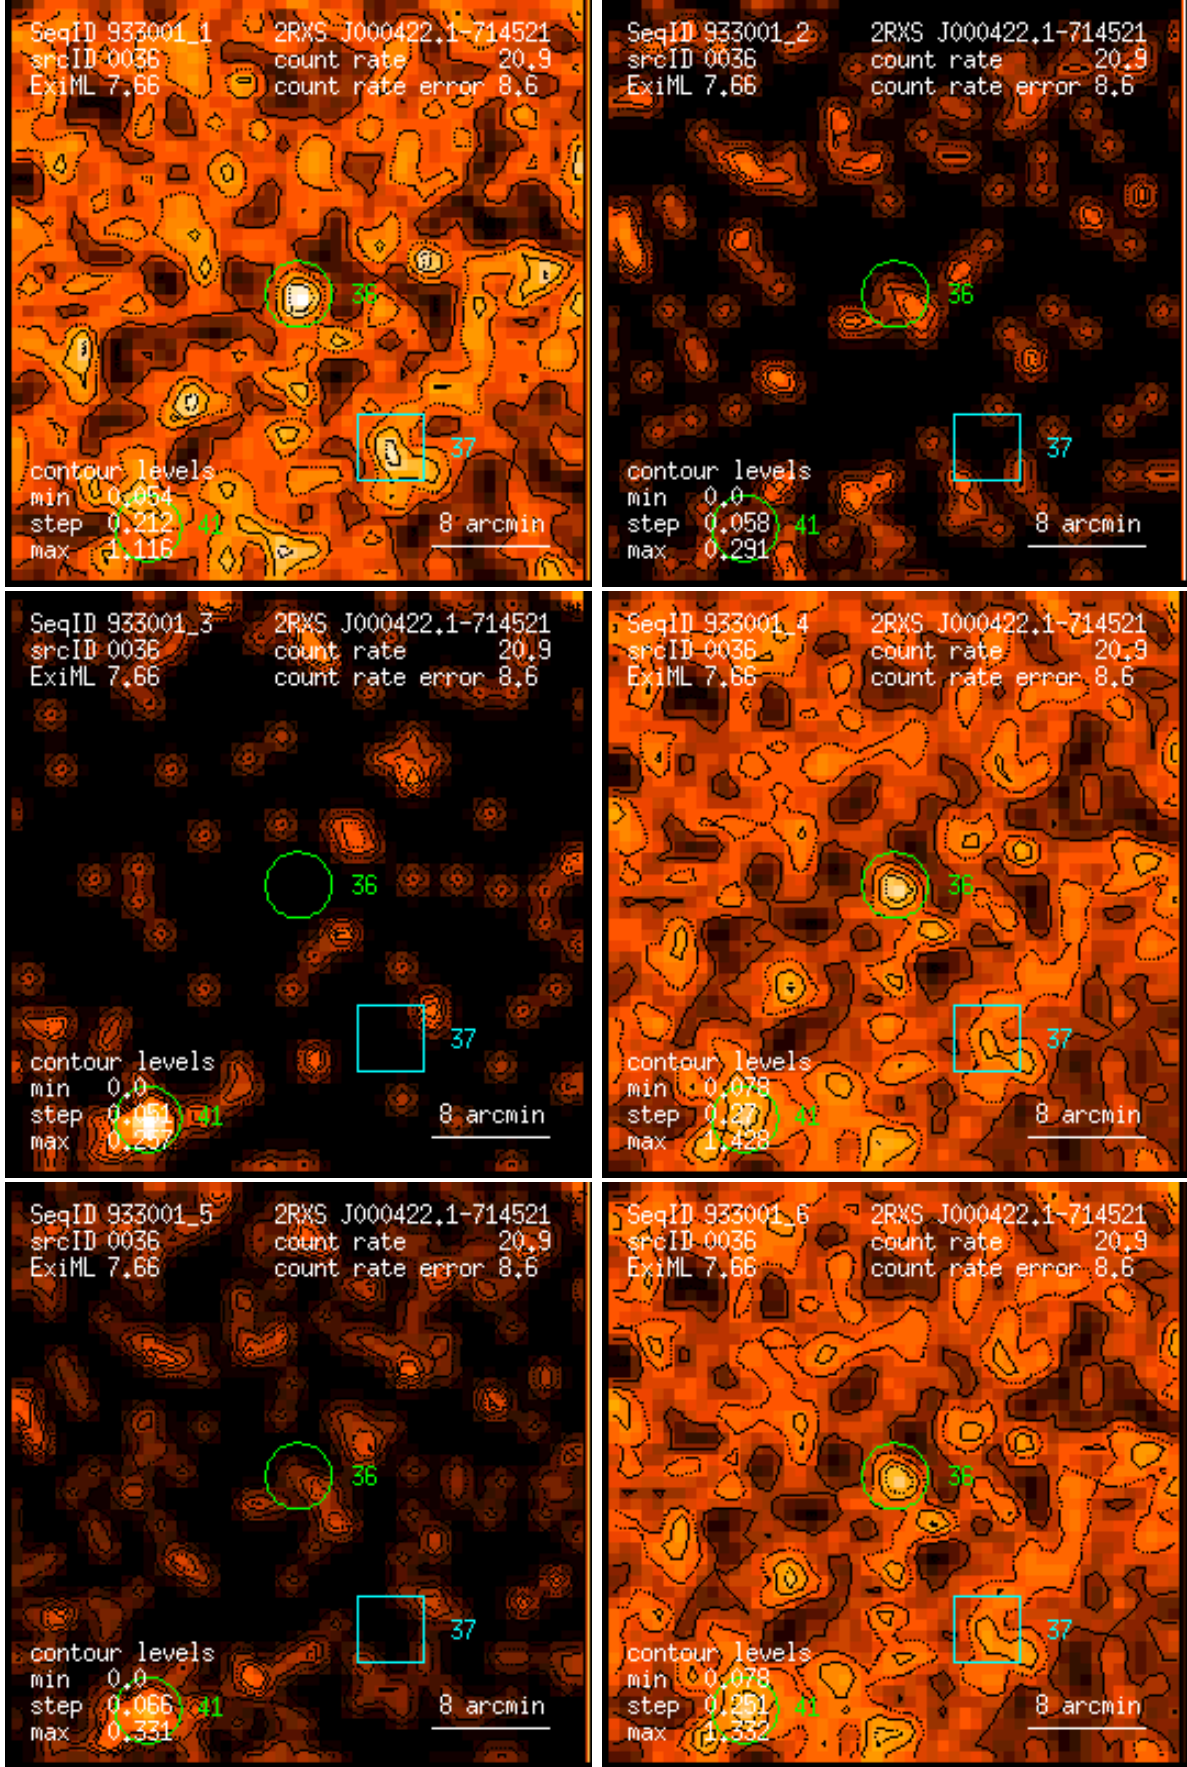 SeqID 933001_1 2RXS J000422.1-714521
srcID 0036 count rate 20.9
ExiML 7.66 count rate error 8.6
36
37
contour levels
min 0.054
step 0.212 41 8 arcmin
max 1.116
SeqID 933001_2 2RXS J000422.1-714521
srcID 0036 count rate 20.9
ExiML 7.66 count rate error 8.6
36
37
contour levels
min 0.0
step 0.058 41 8 arcmin
max 0.291
SeqID 933001_3 2RXS J000422.1-714521
srcID 0036 count rate 20.9
ExiML 7.66 count rate error 8.6
36
37
contour levels
min 0.0
step 0.051 41 8 arcmin
max 0.257
SeqID 933001_4 2RXS J000422.1-714521
srcID 0036 count rate 20.9
ExiML 7.66 count rate error 8.6
36
37
contour levels
min 0.078
step 0.27 41 8 arcmin
max 1.428
SeqID 933001_5 2RXS J000422.1-714521
srcID 0036 count rate 20.9
ExiML 7.66 count rate error 8.6
36
37
contour levels
min 0.0
step 0.066 41 8 arcmin
max 0.331
SeqID 933001_6 2RXS J000422.1-714521
srcID 0036 count rate 20.9
ExiML 7.66 count rate error 8.6
36
37
contour levels
min 0.078
step 0.251 41 8 arcmin
max 1.332